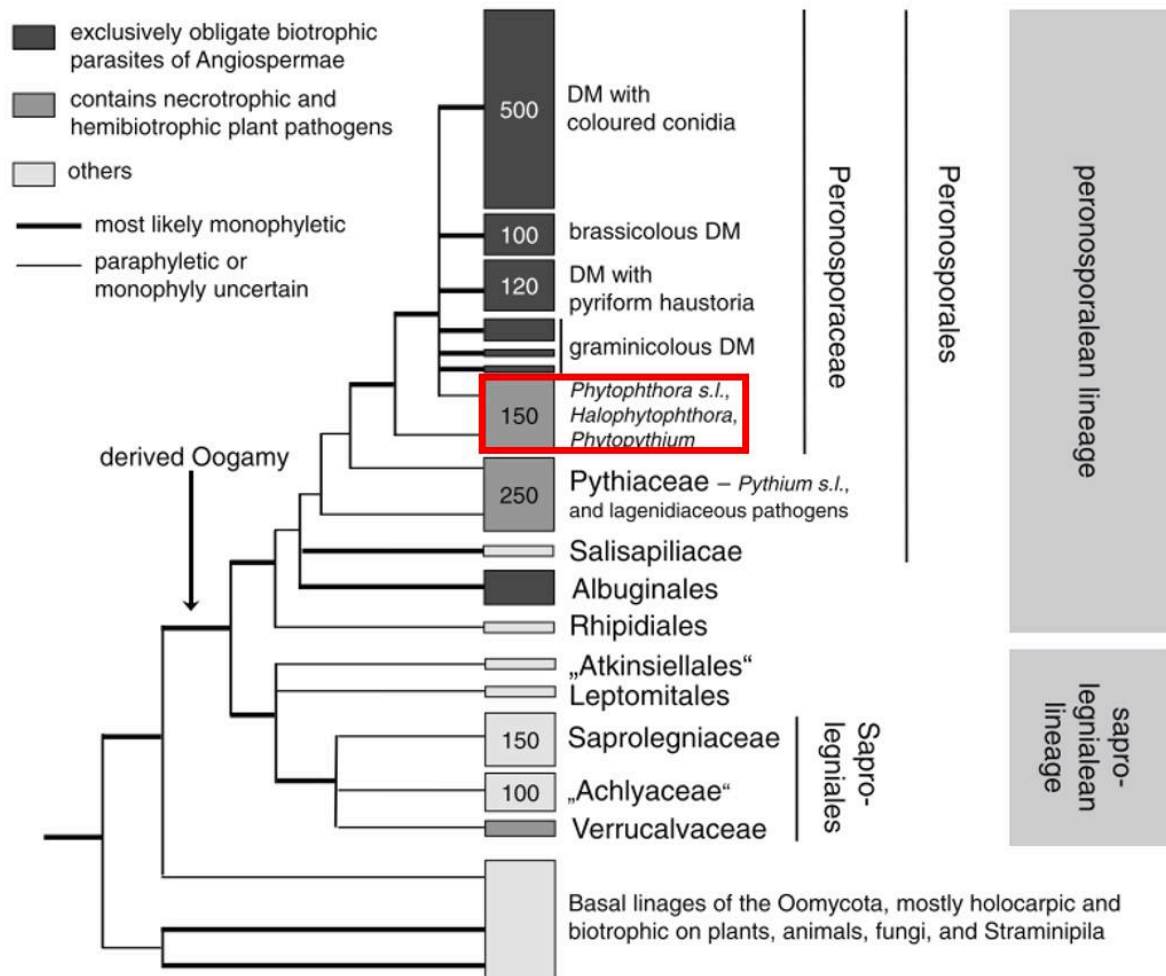 exclusively obligate biotrophic
parasites of Angiospermae
contains necrotrophic and
hemibiotrophic plant pathogens
others
most likely monophyletic
paraphyletic or
monophyly uncertain
derived Oogamy
500
DM with
coloured conidia
100
brassicolous DM
120
DM with
pyriform haustoria
graminicolous DM
150
Phytophthora s.l.,
Halophytophthora,
Phytopythium
250
Pythiaceae – Pythium s.l.,
and lagenidiaceous pathogens
Salisapiliacae
Albuginales
Rhipidiales
„Atkinsiellales“
Leptomitales
150
Saprolegniaceae
100
„Achlyaceae“
Verrucalvaceae
Basal linages of the Oomycota, mostly holocarpic and
biotrophic on plants, animals, fungi, and Straminipila
Peronosporaceae
Peronosporales
peronosporalean lineage
Sapro-
legniales
sapro-
legnialean
lineage